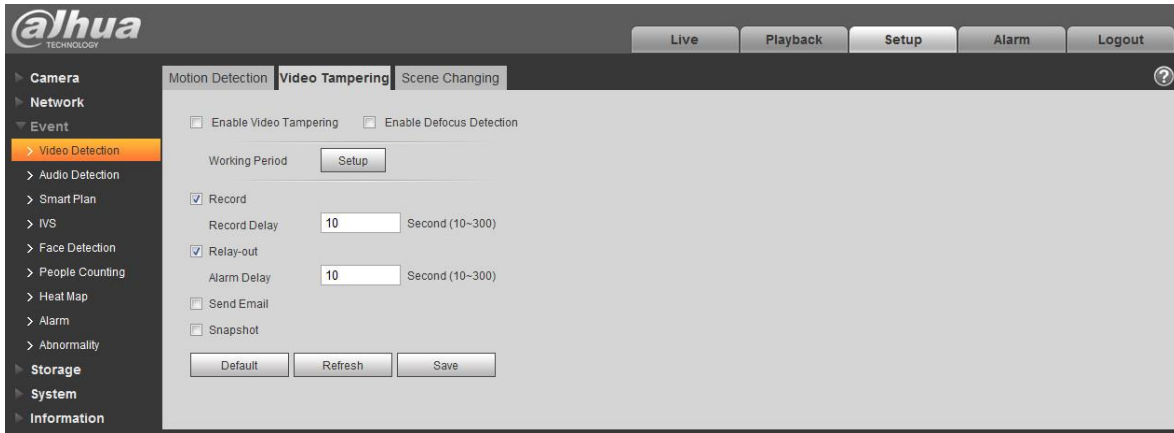 alhua
TECHNOLOGY
Live Playback Setup Alarm Logout
Camera
Network
Event
Video Detection
Audio Detection
Smart Plan
IVS
Face Detection
People Counting
Heat Map
Alarm
Abnormality
Storage
System
Information
Motion Detection Video Tampering Scene Changing
?
Enable Video Tampering Enable Defocus Detection
Working Period Setup
Record
Record Delay 10 Second (10~300)
Relay-out
Alarm Delay 10 Second (10~300)
Send Email
Snapshot
Default Refresh Save